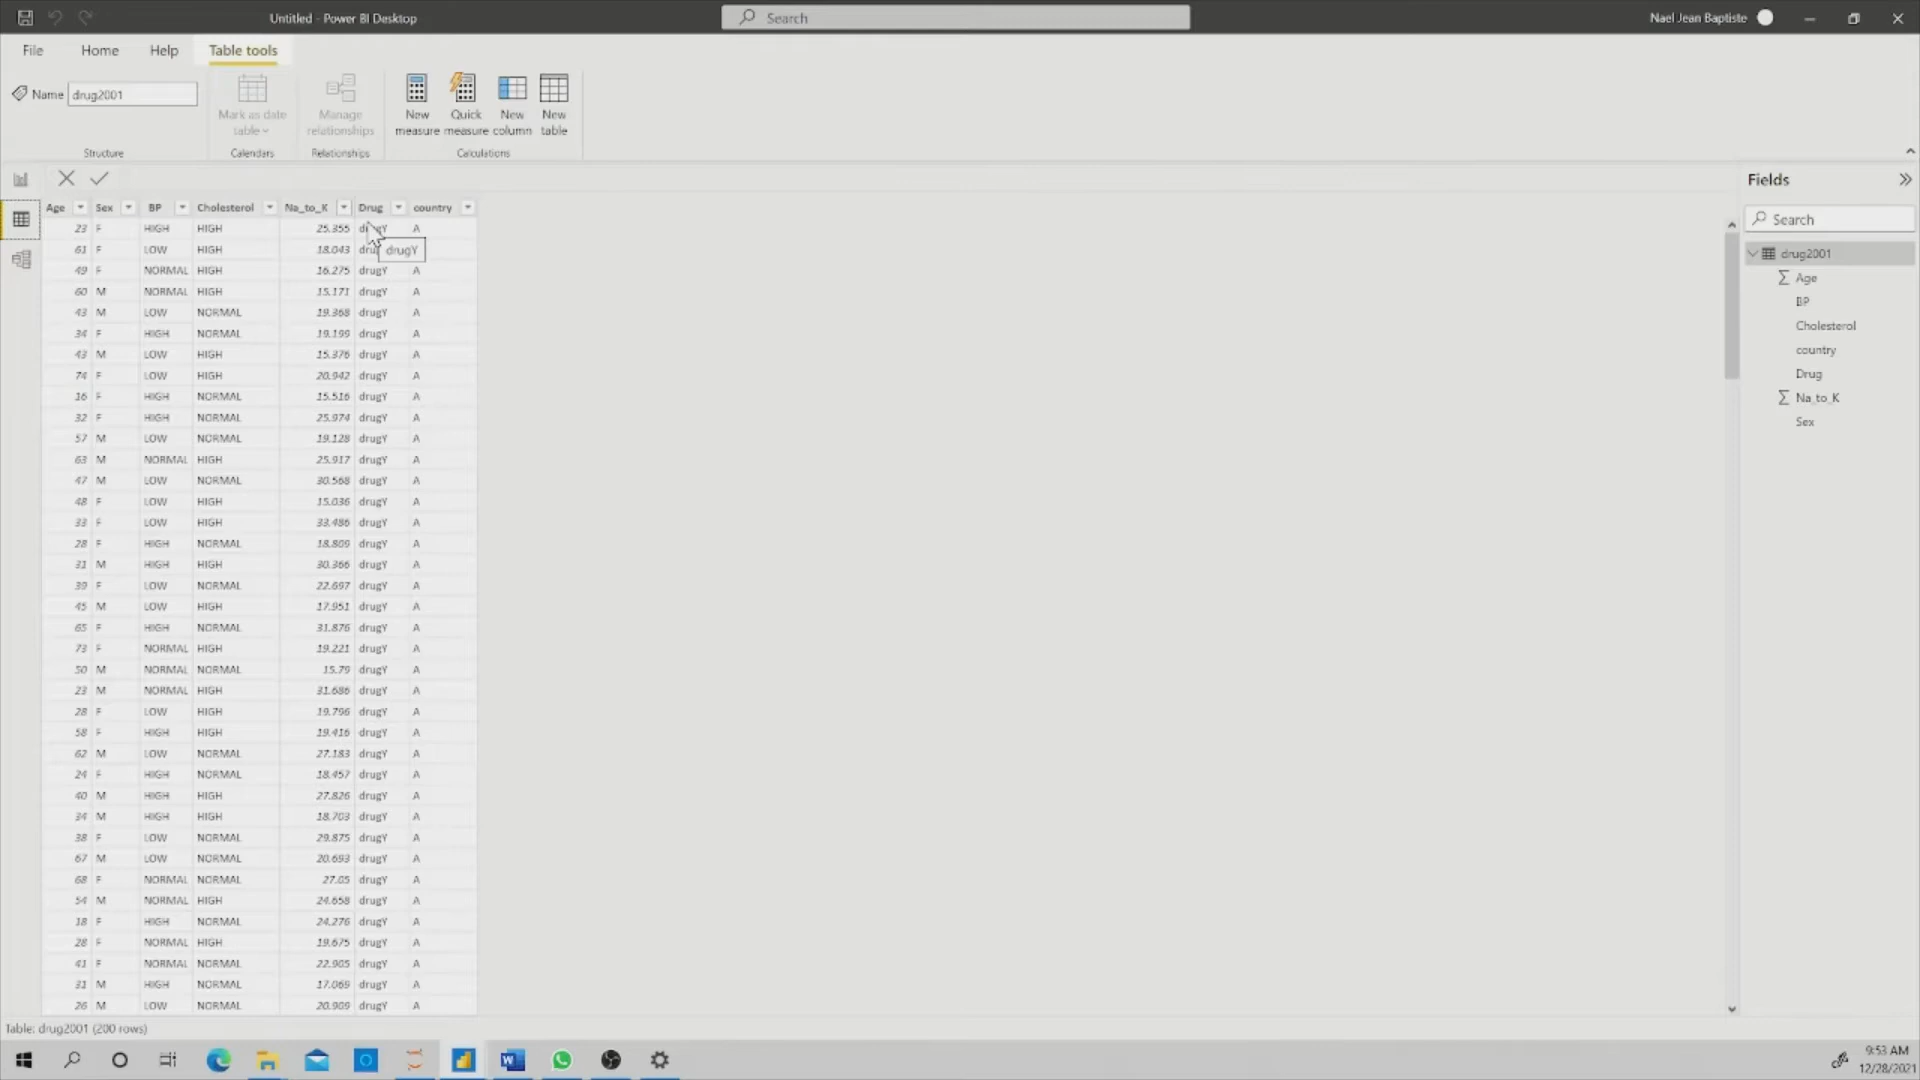 Untitled - Power BI Desktop
Search
Nael Jean Baptiste
File Home Help Table tools
Name drug2001
Mark as date table
Manage relationships
New measure
Quick measure
New column
New table
Structure Calendars Relationships Calculations
Fields
Search
drug2001
Age
BP
Cholesterol
country
Drug
Na_to_K
Sex
Age Sex BP Cholesterol Na_to_K Drug country
23 F HIGH HIGH 25.355 drugY A
61 F LOW HIGH 18.043 drugY
49 F NORMAL HIGH 16.275 drugY A
60 M NORMAL HIGH 15.171 drugY A
43 M LOW NORMAL 19.368 drugY A
34 F HIGH NORMAL 19.199 drugY A
43 M LOW HIGH 15.376 drugY A
74 F LOW HIGH 20.942 drugY A
16 F HIGH NORMAL 15.516 drugY A
32 F HIGH NORMAL 25.974 drugY A
57 M LOW NORMAL 19.128 drugY A
63 M NORMAL HIGH 25.917 drugY A
47 M LOW NORMAL 30.568 drugY A
48 F LOW HIGH 15.036 drugY A
33 F LOW HIGH 33.486 drugY A
28 F HIGH NORMAL 18.809 drugY A
31 M HIGH HIGH 30.366 drugY A
39 F LOW NORMAL 22.697 drugY A
45 M LOW HIGH 17.951 drugY A
65 F HIGH NORMAL 31.876 drugY A
73 F NORMAL HIGH 19.221 drugY A
50 M NORMAL NORMAL 15.79 drugY A
23 M NORMAL HIGH 31.686 drugY A
28 F LOW HIGH 19.796 drugY A
58 F HIGH HIGH 19.416 drugY A
62 M LOW NORMAL 27.183 drugY A
24 F HIGH NORMAL 18.457 drugY A
40 M HIGH HIGH 27.826 drugY A
34 M HIGH HIGH 18.703 drugY A
38 F LOW NORMAL 29.875 drugY A
67 M LOW NORMAL 20.693 drugY A
68 F NORMAL NORMAL 27.05 drugY A
54 M NORMAL HIGH 24.658 drugY A
18 F HIGH NORMAL 24.276 drugY A
28 F NORMAL HIGH 19.675 drugY A
41 F NORMAL NORMAL 22.905 drugY A
31 M HIGH NORMAL 17.069 drugY A
26 M LOW NORMAL 20.909 drugY A
Table: drug2001 (200 rows)
9:53 AM
12/28/2021